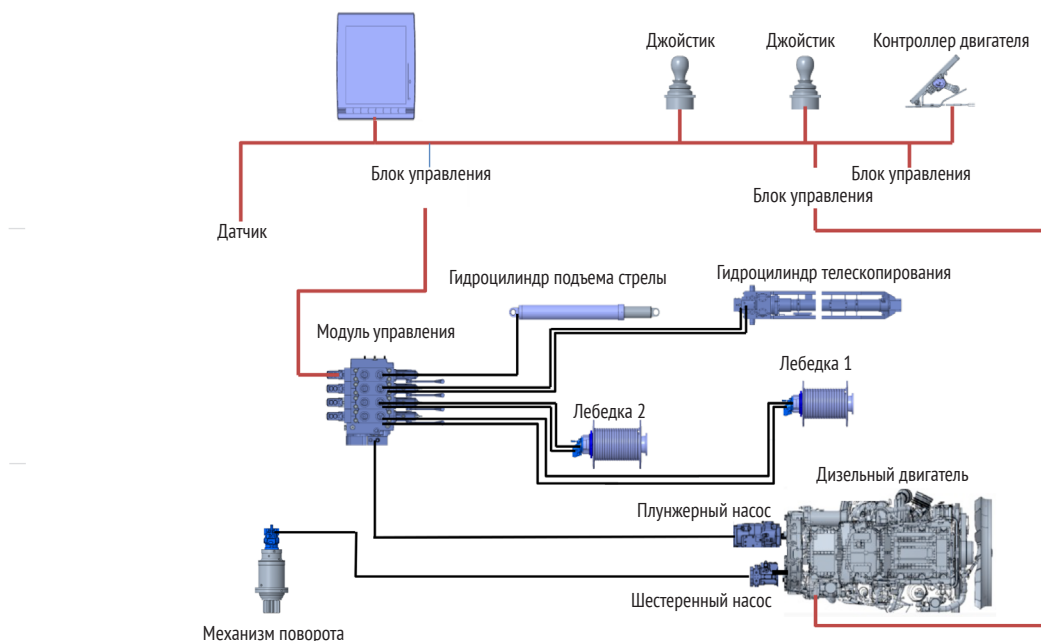 Джойстик
Джойстик
Контроллер двигателя
Блок управления
Блок управления
Блок управления
Датчик
Гидроцилиндр подъема стрелы
Гидроцилиндр телескопирования
Модуль управления
Лебедка 1
Лебедка 2
Дизельный двигатель
Плунжерный насос
Шестеренный насос
Механизм поворота